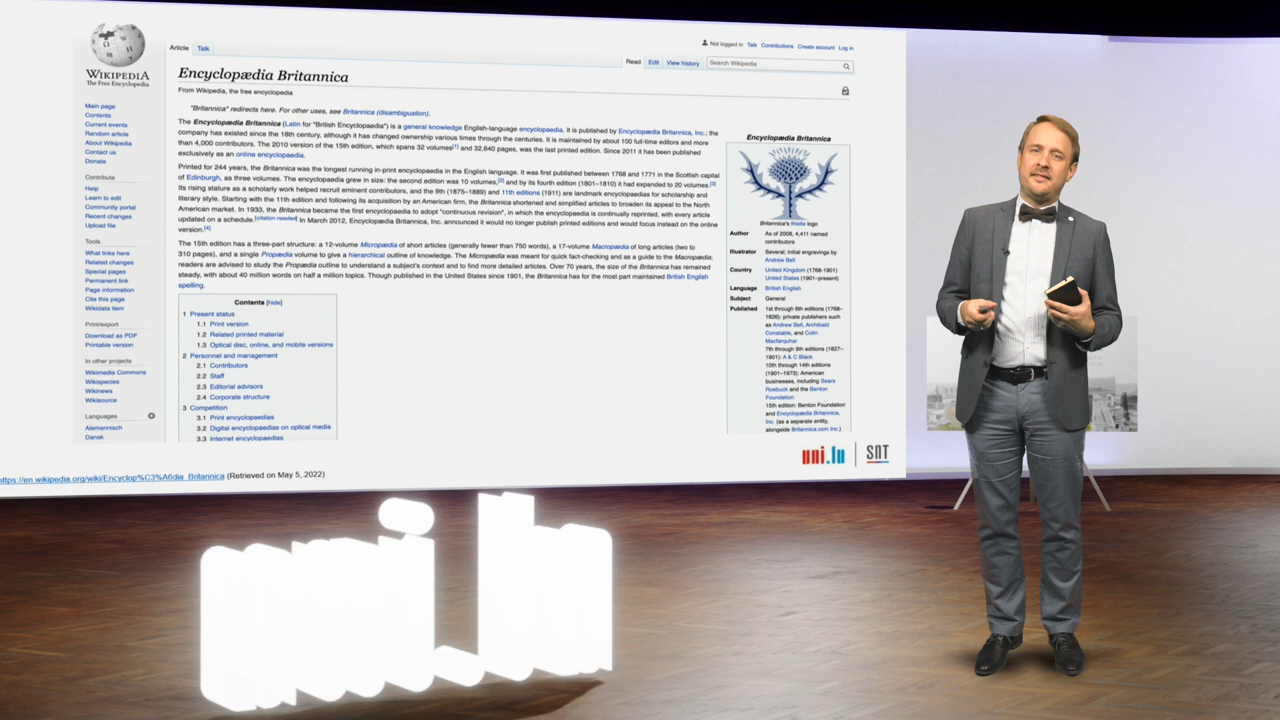 WIKIPEDIA
The Free Encyclopedia
Main page
Contents
Current events
Random article
About Wikipedia
Contact us
Donate
Contribute
Help
Learn to edit
Community portal
Recent changes
Upload file
Tools
What links here
Related changes
Special pages
Permanent link
Page information
Cite this page
Wikidata item
Print/export
Download as PDF
Printable version
In other projects
Wikimedia Commons
Wikispecies
Wikinews
Wikisource
Languages
Alemannisch
Dansk
Not logged in Talk Contributions Create account Log in
Article Talk
Read Edit View history Search Wikipedia
Encyclopædia Britannica
From Wikipedia, the free encyclopedia
"Britannica" redirects here. For other uses, see Britannica (disambiguation).
The Encyclopædia Britannica (Latin for "British Encyclopaedia") is a general knowledge English-language encyclopaedia. It is published by Encyclopædia Britannica, Inc.; the
company has existed since the 18th century, although it has changed ownership various times through the centuries. It is maintained by about 100 full-time editors and more
than 4,000 contributors. The 2010 version of the 15th edition, which spans 32 volumes[1] and 32,640 pages, was the last printed edition. Since 2011 it has been published
exclusively as an online encyclopaedia.
Printed for 244 years, the Britannica was the longest running in-print encyclopaedia in the English language. It was first published between 1768 and 1771 in the Scottish capital
of Edinburgh, as three volumes. The encyclopaedia grew in size: the second edition was 10 volumes,[2] and by its fourth edition (1801–1810) it had expanded to 20 volumes.[3]
Its rising stature as a scholarly work helped recruit eminent contributors, and the 9th (1875–1889) and 11th editions (1911) are landmark encyclopaedias for scholarship and
literary style. Starting with the 11th edition and following its acquisition by an American firm, the Britannica shortened and simplified articles to broaden its appeal to the North
American market. In 1933, the Britannica became the first encyclopaedia to adopt "continuous revision", in which the encyclopaedia is continually reprinted, with every article
updated on a schedule.[citation needed] In March 2012, Encyclopædia Britannica, Inc. announced it would no longer publish printed editions and would focus instead on the online
version.[4]
The 15th edition has a three-part structure: a 12-volume Micropædia of short articles (generally fewer than 750 words), a 17-volume Macropædia of long articles (two to
310 pages), and a single Propædia volume to give a hierarchical outline of knowledge. The Micropædia was meant for quick fact-checking and as a guide to the Macropædia;
readers are advised to study the Propædia outline to understand a subject's context and to find more detailed articles. Over 70 years, the size of the Britannica has remained
steady, with about 40 million words on half a million topics. Though published in the United States since 1901, the Britannica has for the most part maintained British English
spelling.
Contents [hide]
1 Present status
1.1 Print version
1.2 Related printed material
1.3 Optical disc, online, and mobile versions
2 Personnel and management
2.1 Contributors
2.2 Staff
2.3 Editorial advisors
2.4 Corporate structure
3 Competition
3.1 Print encyclopaedias
3.2 Digital encyclopaedias on optical media
3.3 Internet encyclopaedias
Encyclopædia Britannica
Britannica's thistle logo
Author As of 2008, 4,411 named
contributors
Illustrator Several; initial engravings by
Andrew Bell
Country United Kingdom (1768-1901)
United States (1901–present)
Language British English
Subject General
Published 1st through 6th editions (1768–
1826): private publishers such
as Andrew Bell, Archibald
Constable, and Colin
Macfarquhar
7th through 9th editions (1827–
1901): A & C Black
10th through 14th editions
(1901–1973): American
businesses, including Sears
Roebuck and the Benton
Foundation
15th edition: Benton Foundation
and Encyclopædia Britannica,
Inc. (as a separate entity,
alongside Britannica.com Inc.)
uni.lu SNT
https://en.wikipedia.org/wiki/Encyclop%C3%A6dia_Britannica (Retrieved on May 5, 2022)